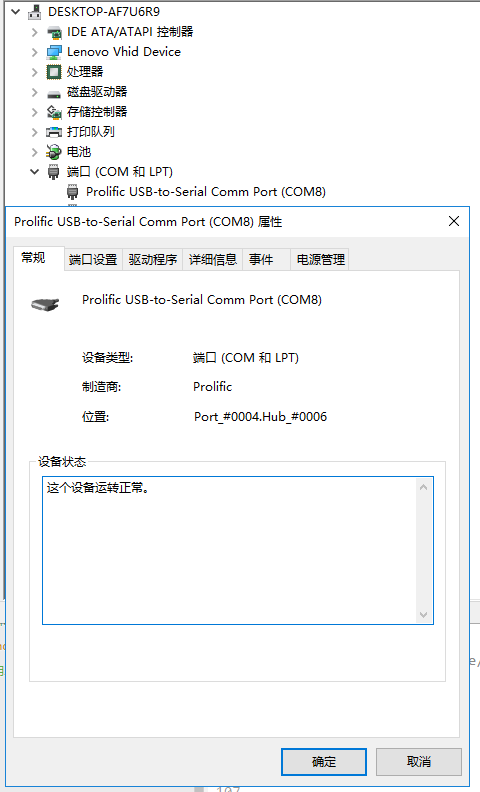 DESKTOP-AF7U6R9
IDE ATA/ATAPI 控制器
Lenovo Vhid Device
处理器
磁盘驱动器
存储控制器
打印队列
电池
端口 (COM 和 LPT)
Prolific USB-to-Serial Comm Port (COM8)
Prolific USB-to-Serial Comm Port (COM8) 属性
常规 端口设置 驱动程序 详细信息 事件 电源管理
Prolific USB-to-Serial Comm Port (COM8)
设备类型: 端口 (COM 和 LPT)
制造商: Prolific
位置: Port_#0004.Hub_#0006
设备状态
这个设备运转正常。
确定 取消